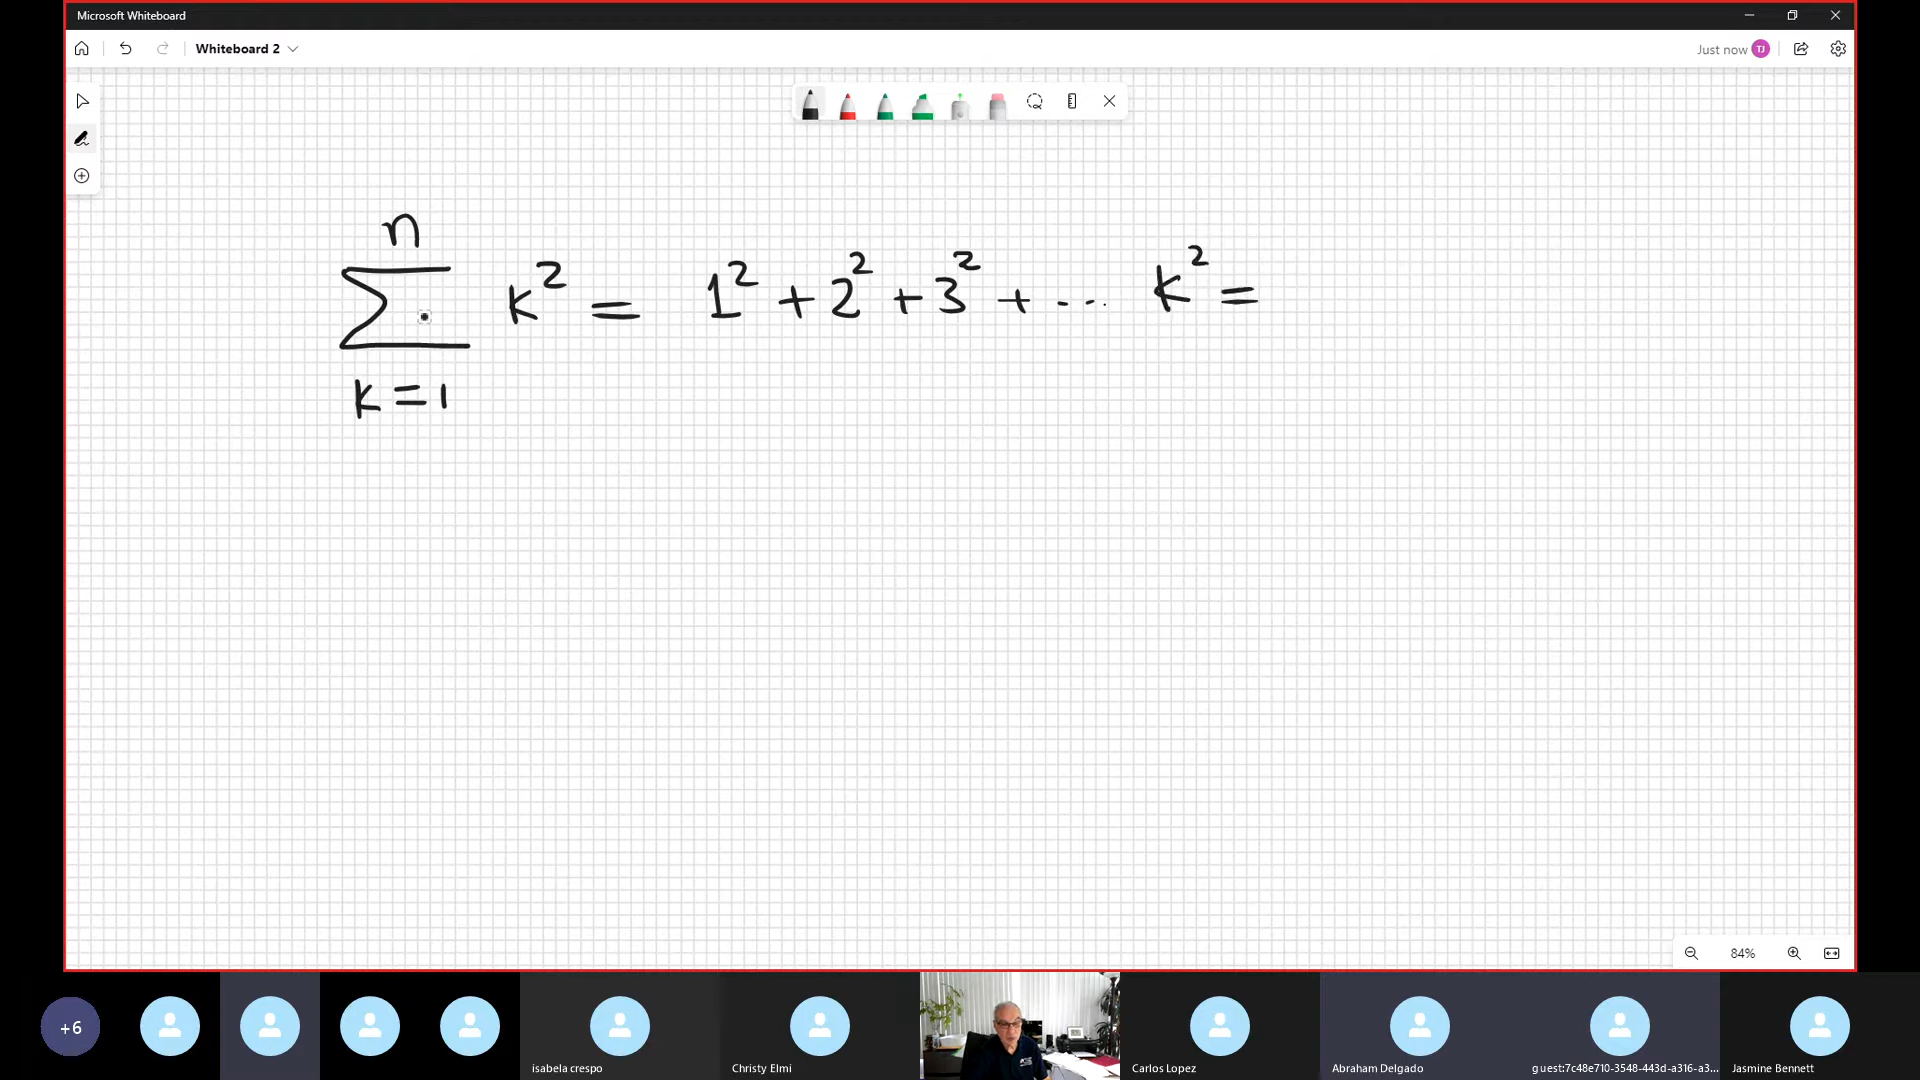 Microsoft Whiteboard
Whiteboard 2
Just now TJ
n
∑ k² = 1² + 2² + 3² + ... k² =
k = 1
84%
+6
isabela crespo
Christy Elmi
Carlos Lopez
Abraham Delgado
guest:7c48e710-3548-443d-a316-a3...
Jasmine Bennett